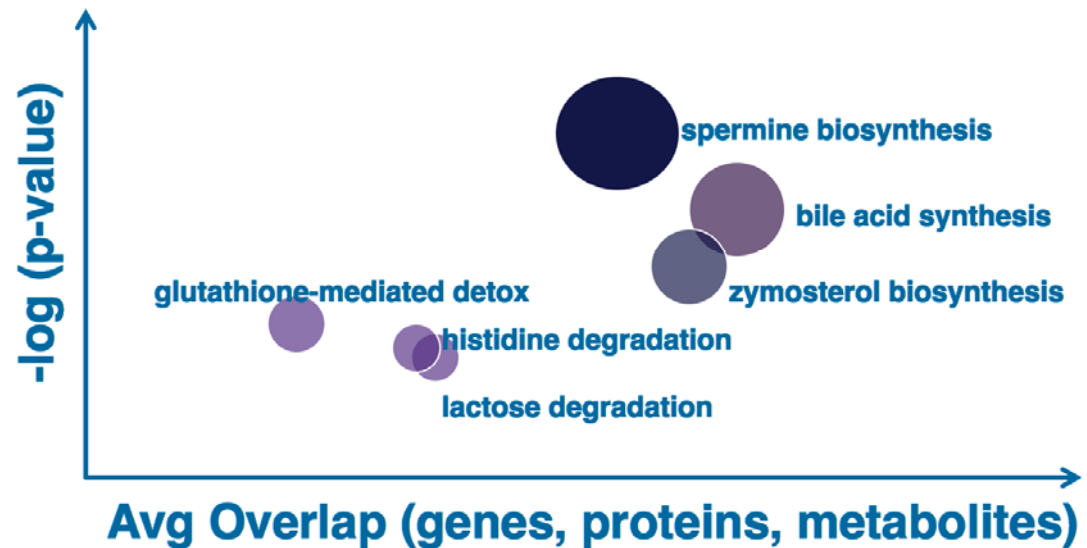 -log (p-value)
spermine biosynthesis
bile acid synthesis
glutathione-mediated detox
zymosterol biosynthesis
histidine degradation
lactose degradation
Avg Overlap (genes, proteins, metabolites)